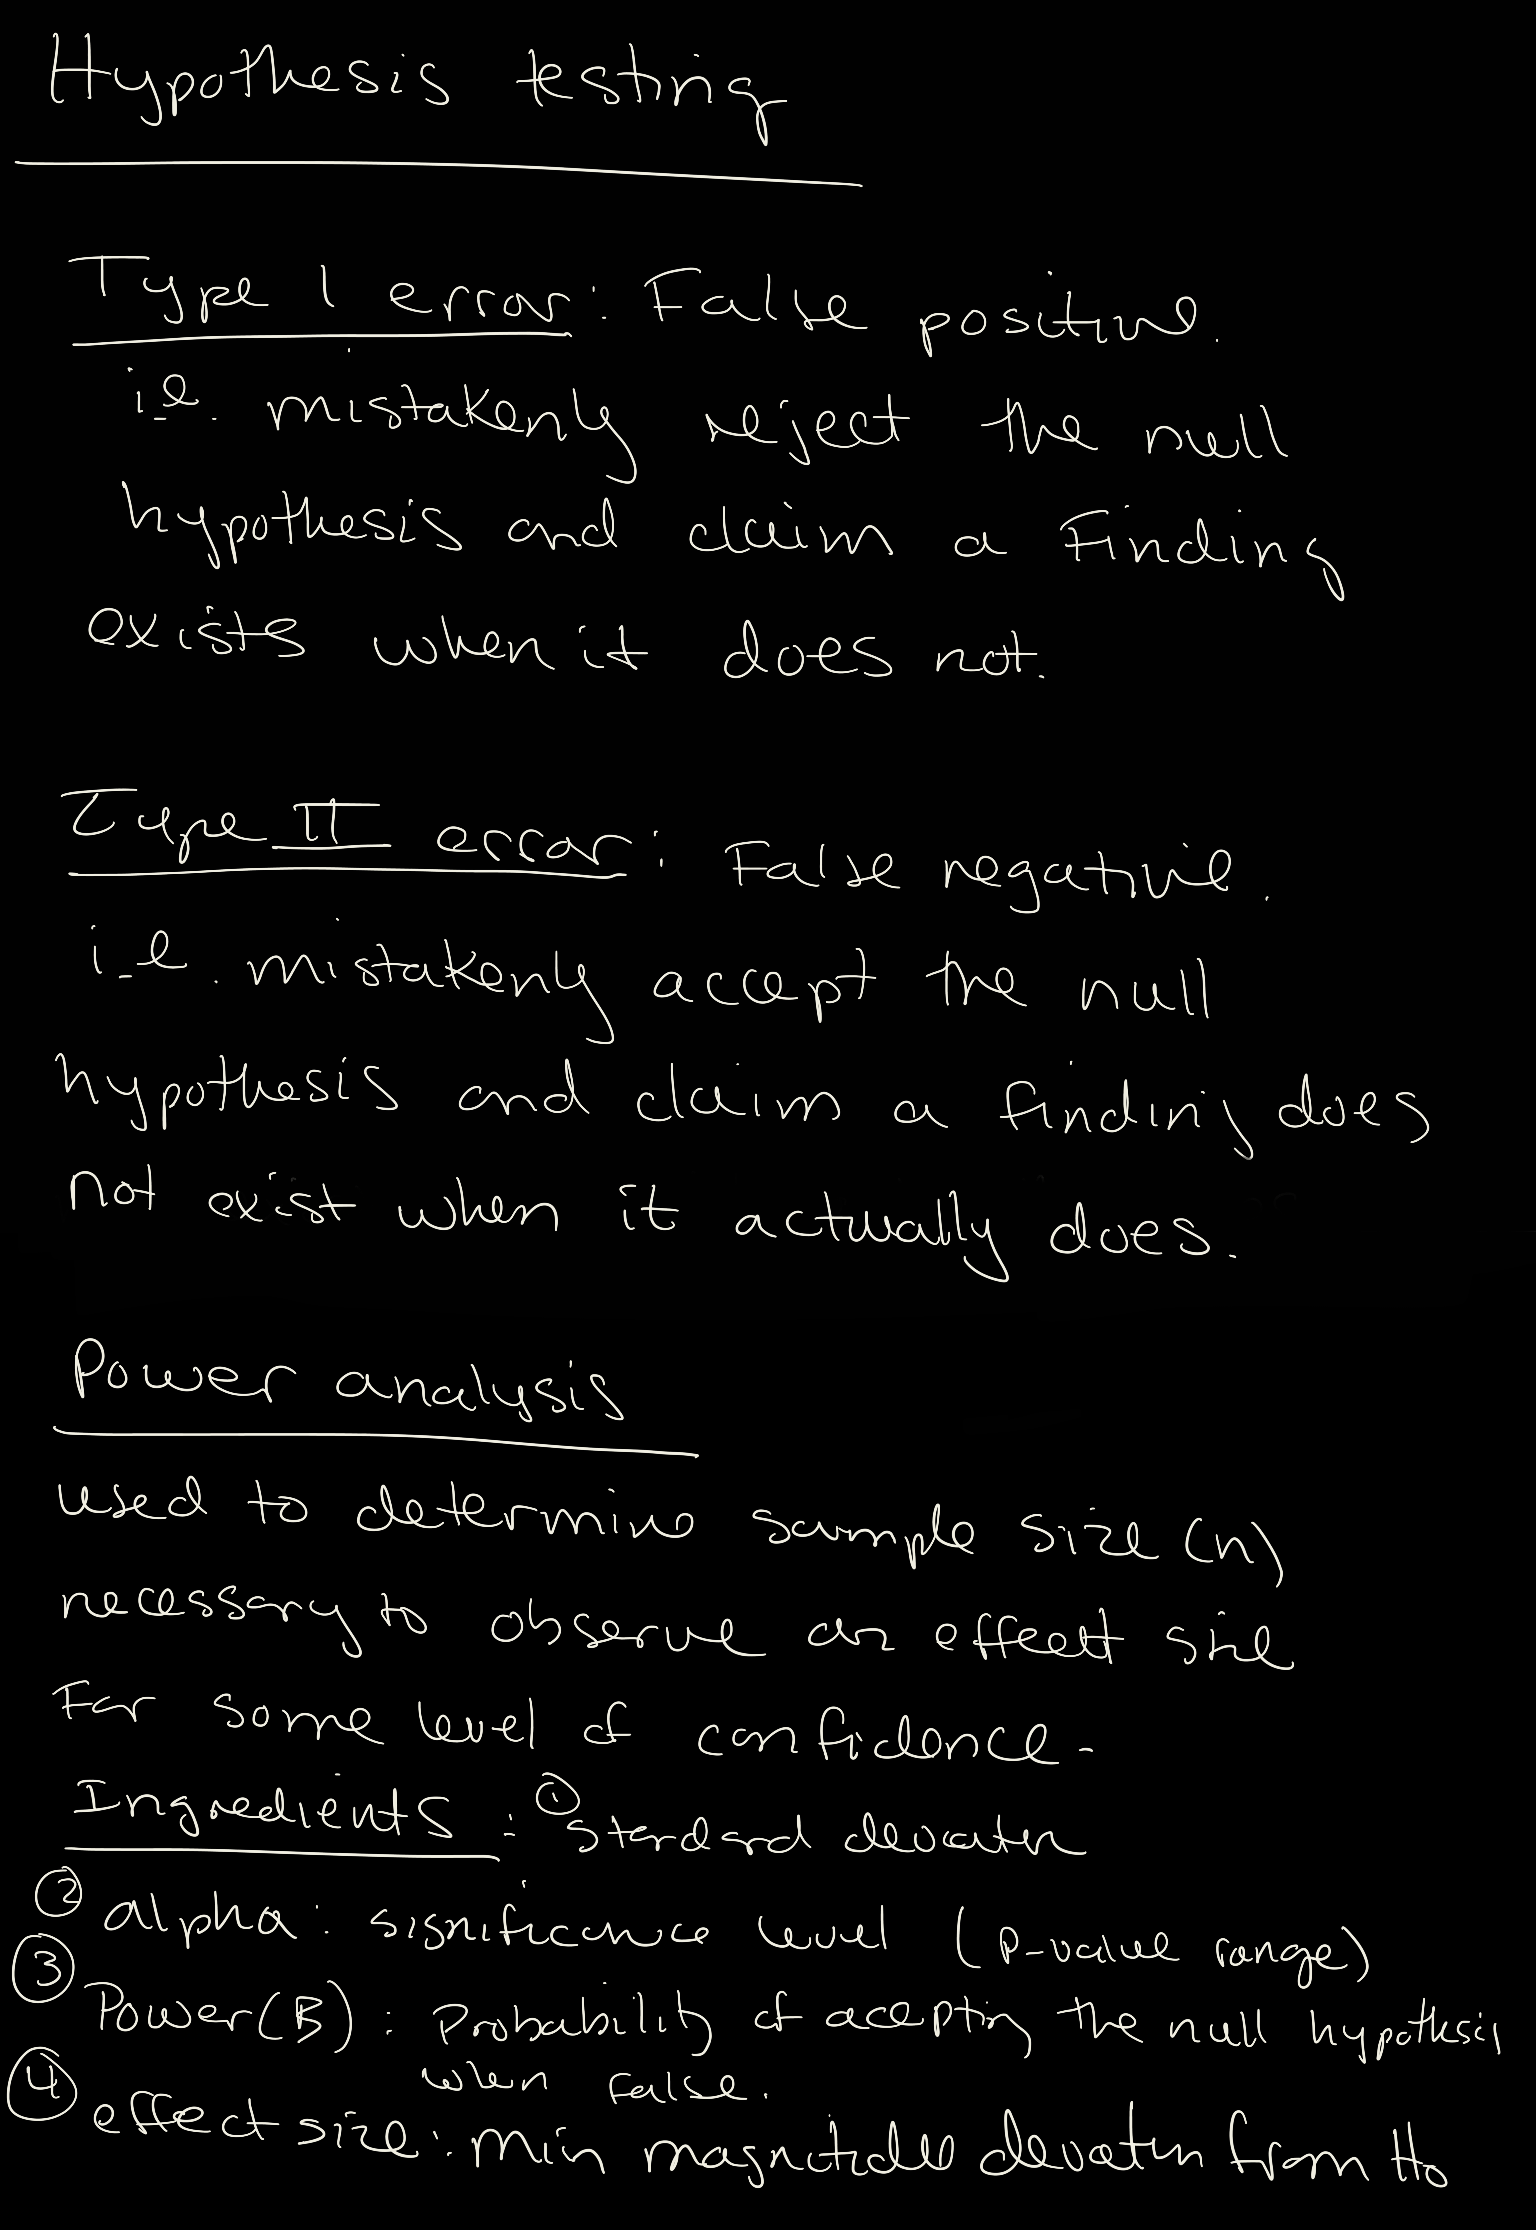 Hypothesis testing
Type 1 error: False positive.
i.e. mistakenly reject the null
hypothesis and claim a finding
exists when it does not.
Type II error: False negative.
i.e. mistakenly accept the null
hypothesis and claim a finding does
not exist when it actually does.
Power analysis
used to determine sample size (n)
necessary to observe an effect size
For some level of confidence.
Ingredients: ① standard deviation
② alpha: significance level (p-value range)
③ Power(B): Probability of accepting the null hypothesis
when false.
④ effect size: min magnitude deviation from H₀